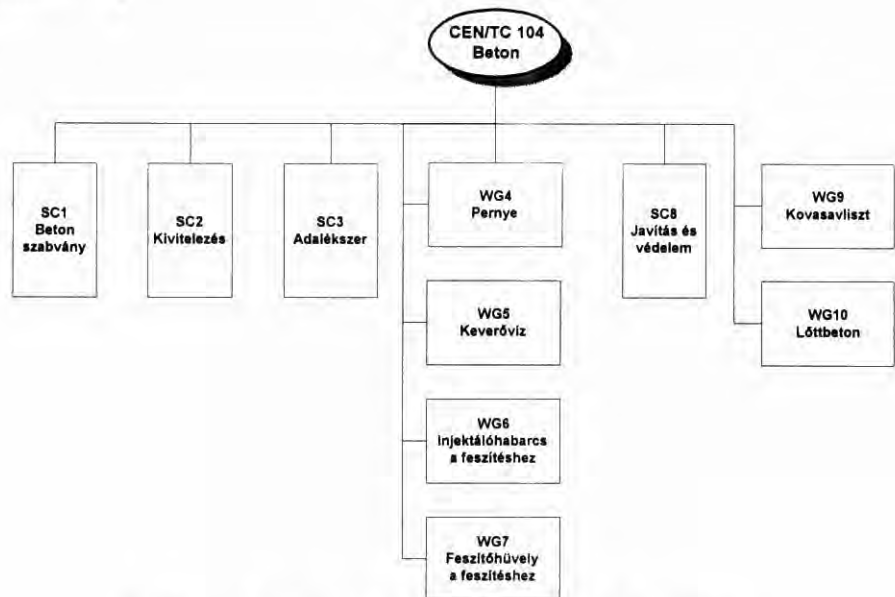 CEN/TC 104
Beton
SC1
Beton
szabvány
SC2
Kivitelezés
SC3
Adalékszer
WG4
Pernye
SC8
Javítás és
védelem
WG9
Kovasavliszt
WG5
Keverővíz
WG10
Lőttbeton
WG6
Injektálóhabarcs
a feszítéshez
WG7
Feszítőhüvely
a feszítéshez